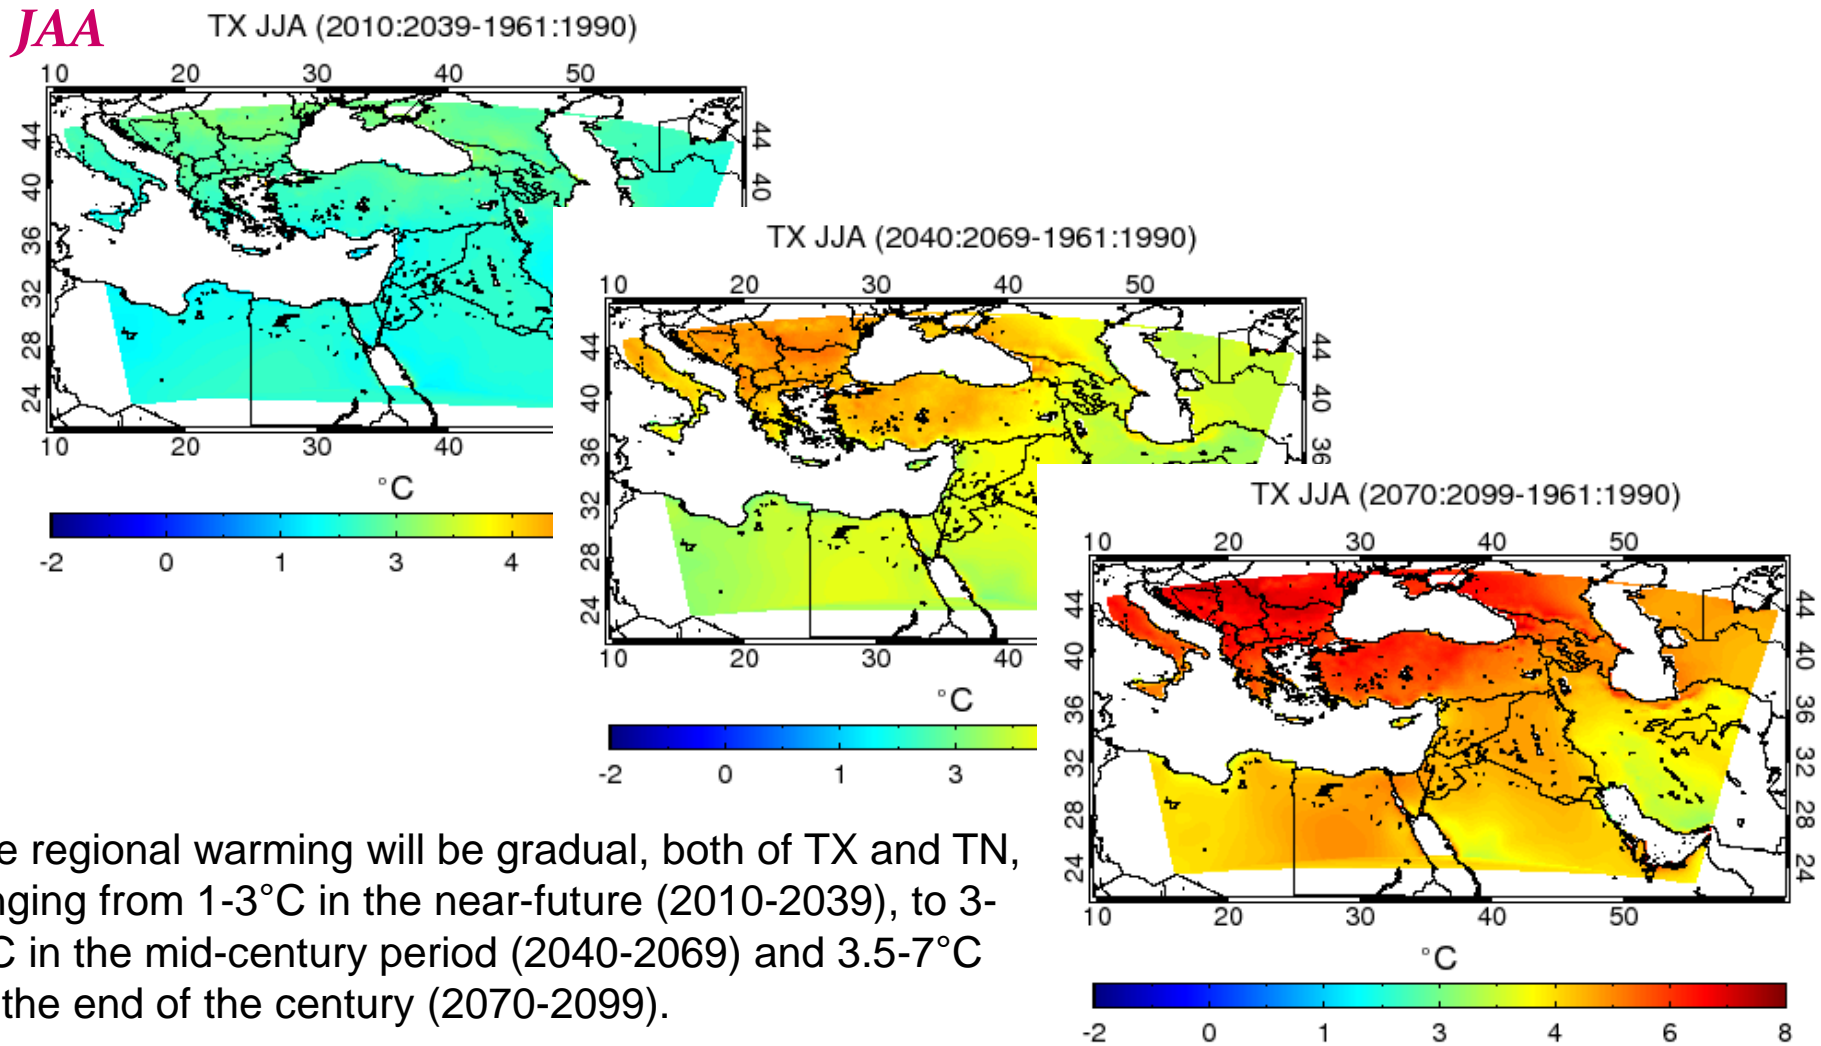 JAA
TX JJA (2010:2039-1961:1990)
10 20 30 40 50
44 40 36 32 28 24
44 40
10 20 30 40
°C
-2 0 1 3 4
TX JJA (2040:2069-1961:1990)
10 20 30 40 50
44 40 36 32 28 24
44 40 36
10 20 30 40
°C
-2 0 1 3
TX JJA (2070:2099-1961:1990)
10 20 30 40 50
44 40 36 32 28 24
44 40 36 32 28 24
10 20 30 40 50
°C
-2 0 1 3 4 6 8
e regional warming will be gradual, both of TX and TN,
nging from 1-3°C in the near-future (2010-2039), to 3-
C in the mid-century period (2040-2069) and 3.5-7°C
the end of the century (2070-2099).